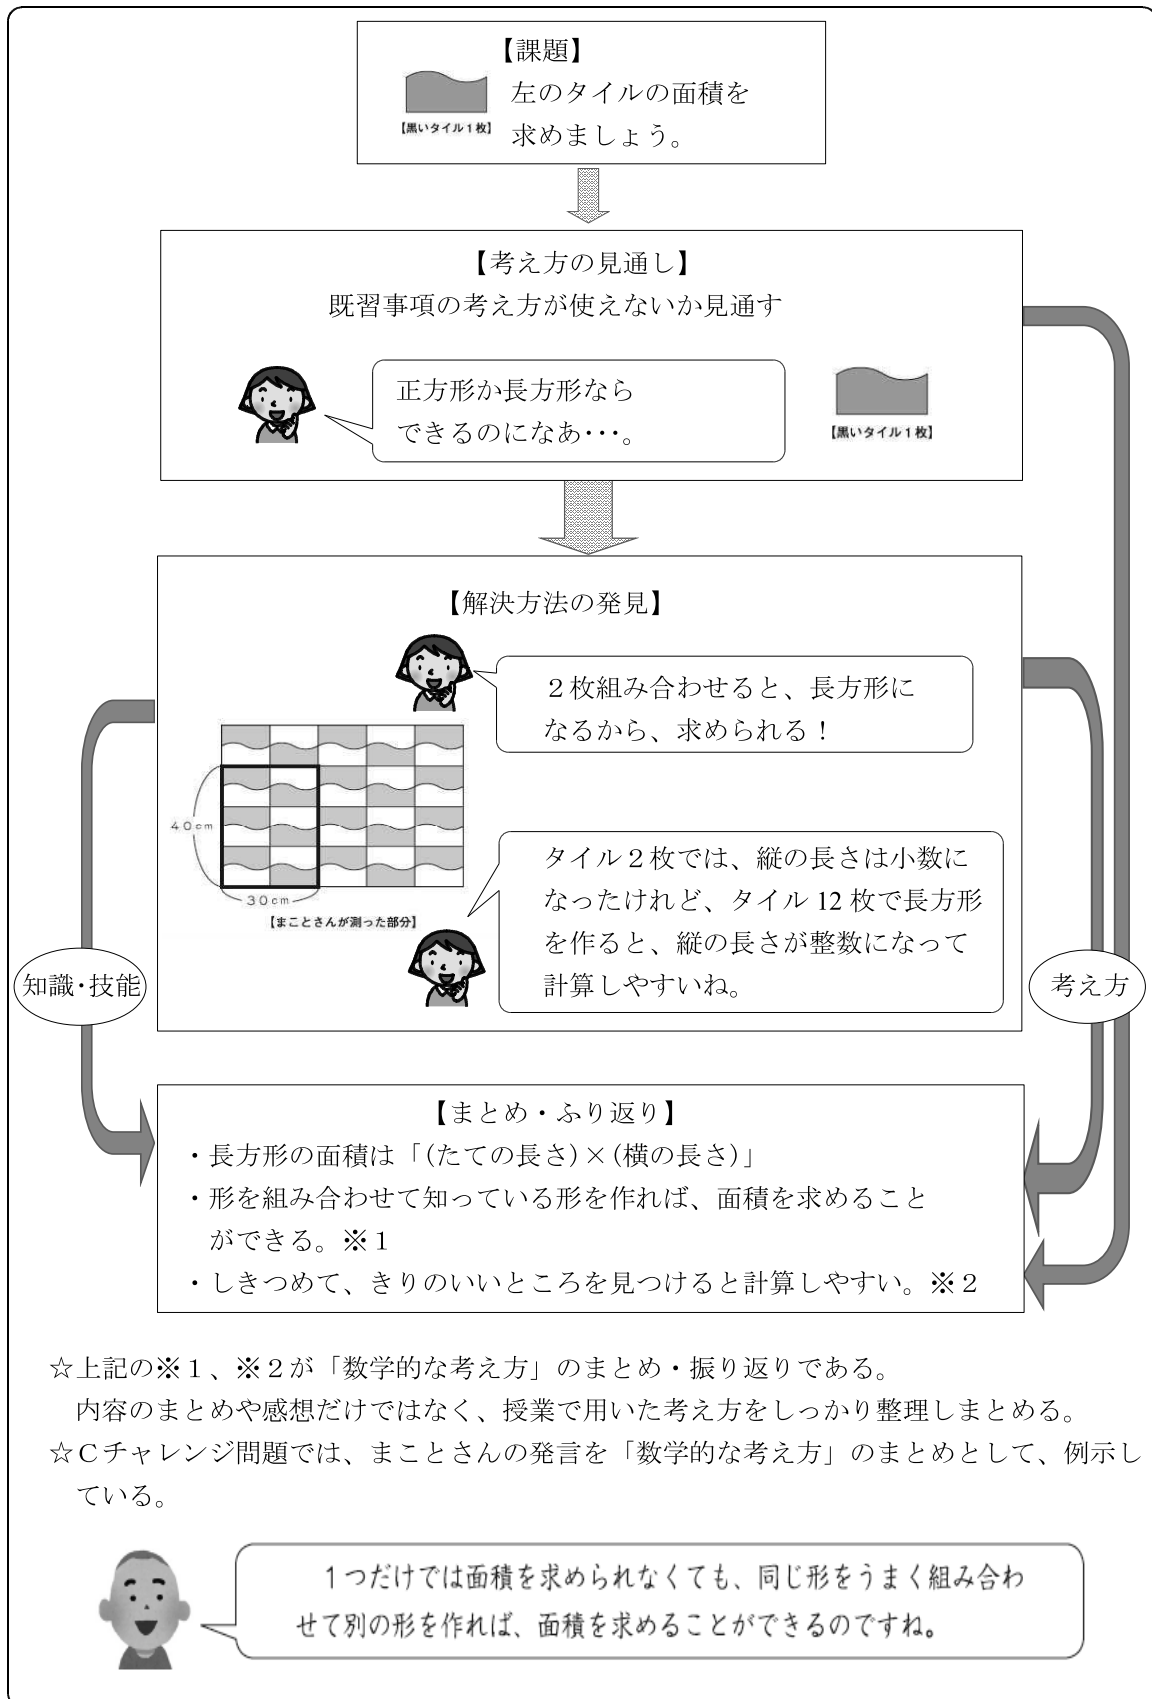 【課題】
左のタイルの面積を
求めましょう。
【黒いタイル1枚】
【考え方の見通し】
既習事項の考え方が使えないか見通す
正方形か長方形なら
できるのになあ･･･。
【黒いタイル1枚】
【解決方法の発見】
２枚組み合わせると、長方形に
なるから、求められる！
40cm
30cm
【まことさんが測った部分】
タイル２枚では、縦の長さは小数に
なったけれど、タイル 12 枚で長方形
を作ると、縦の長さが整数になって
計算しやすいね。
知識･技能
考え方
【まとめ・ふり返り】
・長方形の面積は「(たての長さ)×(横の長さ)」
・形を組み合わせて知っている形を作れば、面積を求めること
ができる。※１
・しきつめて、きりのいいところを見つけると計算しやすい。※２
☆上記の※１、※２が「数学的な考え方」のまとめ・振り返りである。
内容のまとめや感想だけではなく、授業で用いた考え方をしっかり整理しまとめる。
☆Ｃチャレンジ問題では、まことさんの発言を「数学的な考え方」のまとめとして、例示し
ている。
１つだけでは面積を求められなくても、同じ形をうまく組み合わ
せて別の形を作れば、面積を求めることができるのですね。